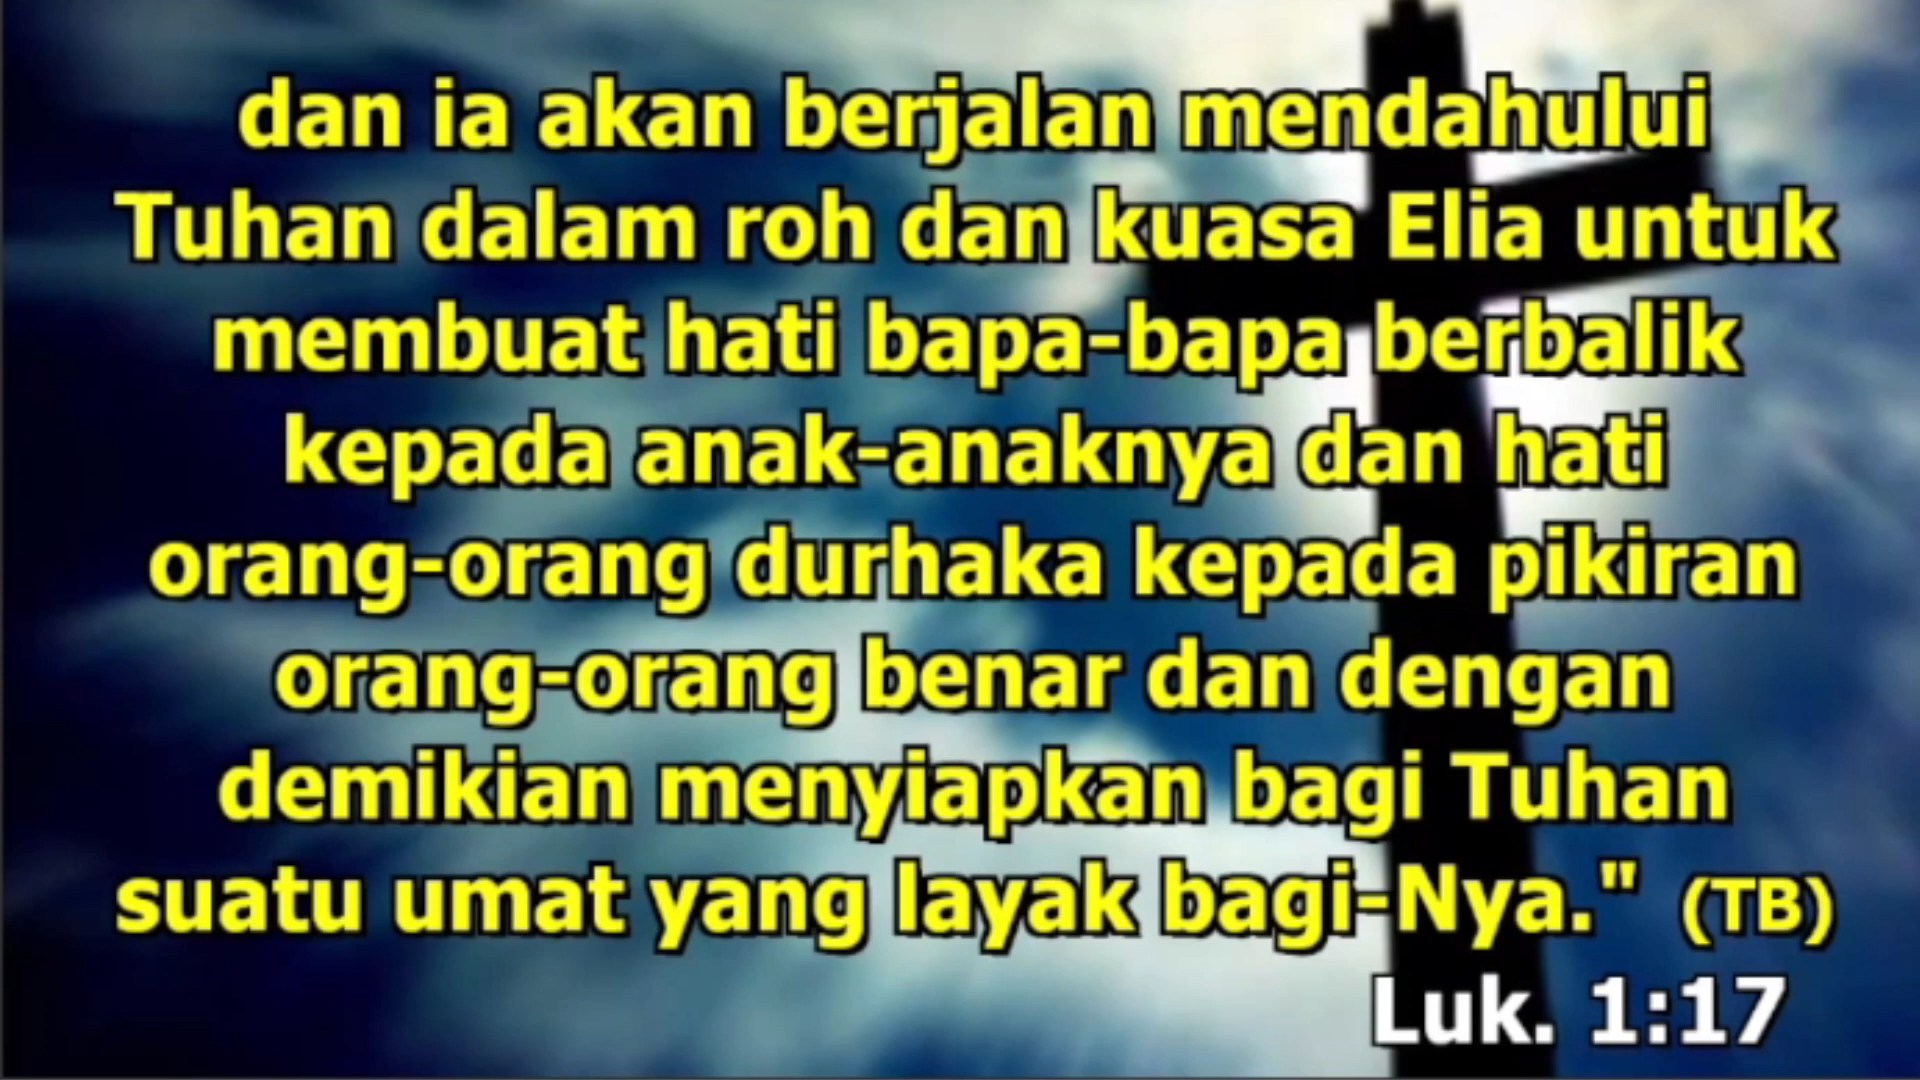 dan ia akan berjalan mendahului
Tuhan dalam roh dan kuasa Elia untuk
membuat hati bapa-bapa berbalik
kepada anak-anaknya dan hati
orang-orang durhaka kepada pikiran
orang-orang benar dan dengan
demikian menyiapkan bagi Tuhan
suatu umat yang layak bagi-Nya." (TB)
Luk. 1:17